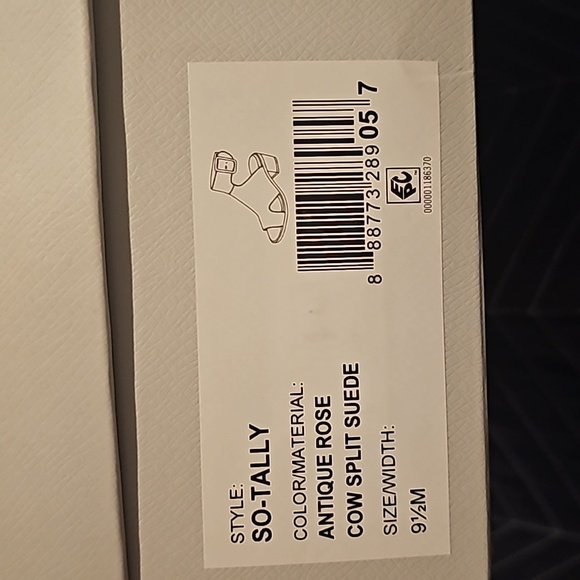 STYLE:
SO-TALLY
COLOR/MATERIAL:
ANTIQUE ROSE
COW SPLIT SUEDE
SIZE/WIDTH:
9½M
8 88773 289 05 7
EPC
000001186370